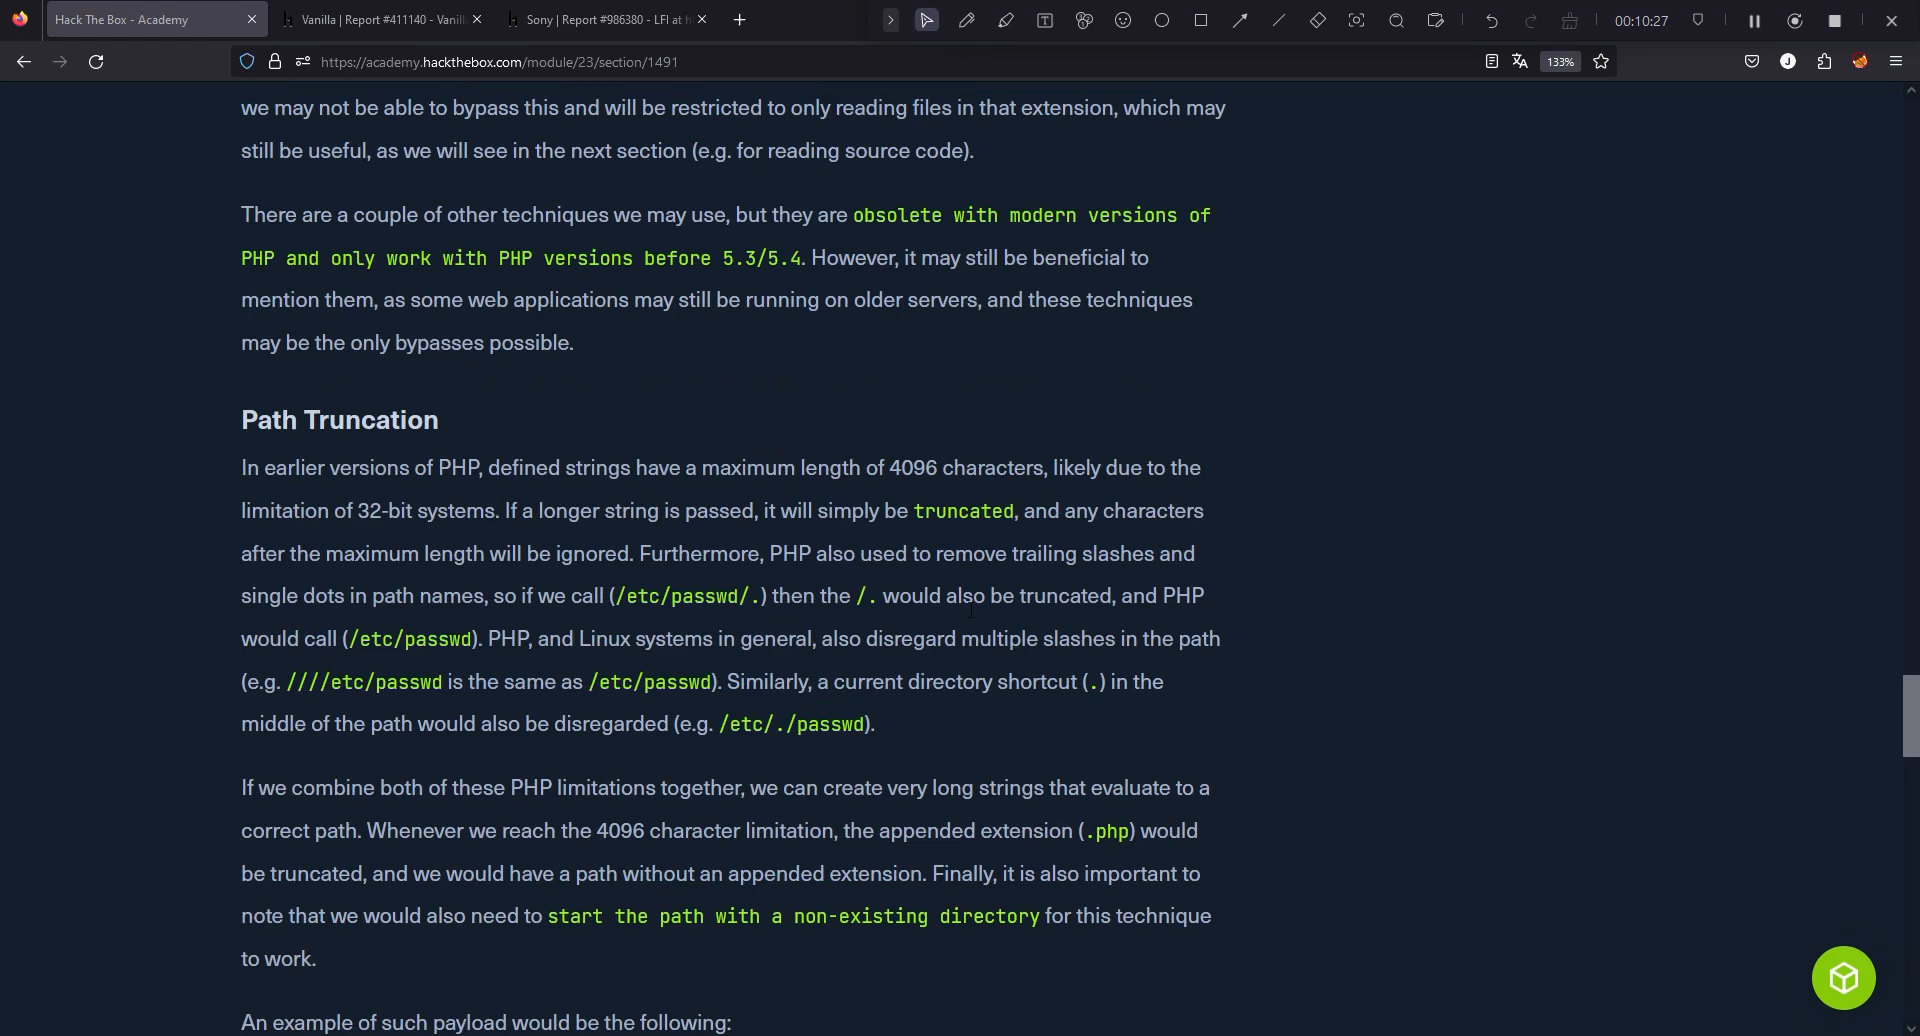 Hack The Box - Academy
Vanilla | Report #411140 - Vanill
Sony | Report #986380 - LFI at h
00:10:27
https://academy.hackthebox.com/module/23/section/1491
133%
J
we may not be able to bypass this and will be restricted to only reading files in that extension, which may
still be useful, as we will see in the next section (e.g. for reading source code).
There are a couple of other techniques we may use, but they are obsolete with modern versions of
PHP and only work with PHP versions before 5.3/5.4. However, it may still be beneficial to
mention them, as some web applications may still be running on older servers, and these techniques
may be the only bypasses possible.
Path Truncation
In earlier versions of PHP, defined strings have a maximum length of 4096 characters, likely due to the
limitation of 32-bit systems. If a longer string is passed, it will simply be truncated, and any characters
after the maximum length will be ignored. Furthermore, PHP also used to remove trailing slashes and
single dots in path names, so if we call (/etc/passwd/.) then the /. would also be truncated, and PHP
would call (/etc/passwd). PHP, and Linux systems in general, also disregard multiple slashes in the path
(e.g. ////etc/passwd is the same as /etc/passwd). Similarly, a current directory shortcut (.) in the
middle of the path would also be disregarded (e.g. /etc/./passwd).
If we combine both of these PHP limitations together, we can create very long strings that evaluate to a
correct path. Whenever we reach the 4096 character limitation, the appended extension (.php) would
be truncated, and we would have a path without an appended extension. Finally, it is also important to
note that we would also need to start the path with a non-existing directory for this technique
to work.
An example of such payload would be the following: